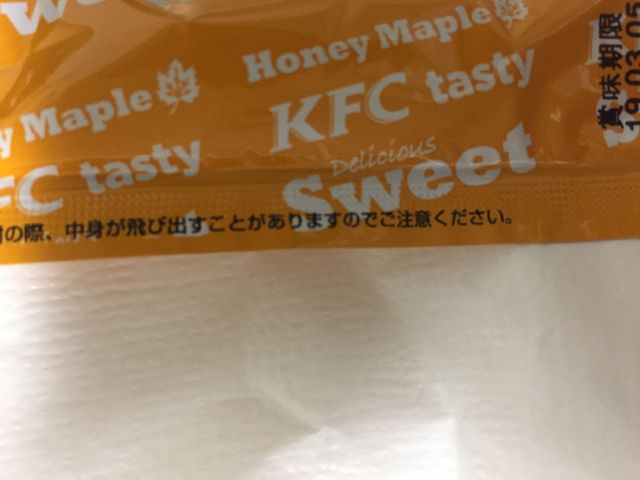 Honey Maple
KFC tasty
Delicious
Sweet
y Maple
FC tasty
賞味期限
19.03.05
の際、中身が飛び出すことがありますのでご注意ください。